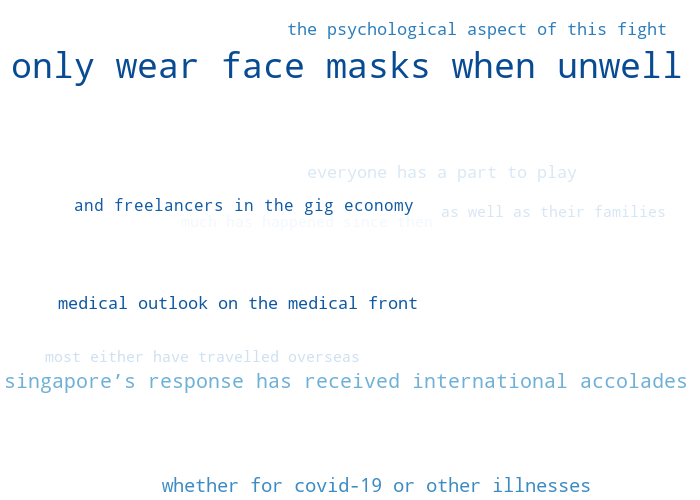 the psychological aspect of this fight
only wear face masks when unwell
everyone has a part to play
and freelancers in the gig economy
as well as their families
much has happened since then
medical outlook on the medical front
most either have travelled overseas
singapore’s response has received international accolades
whether for covid-19 or other illnesses